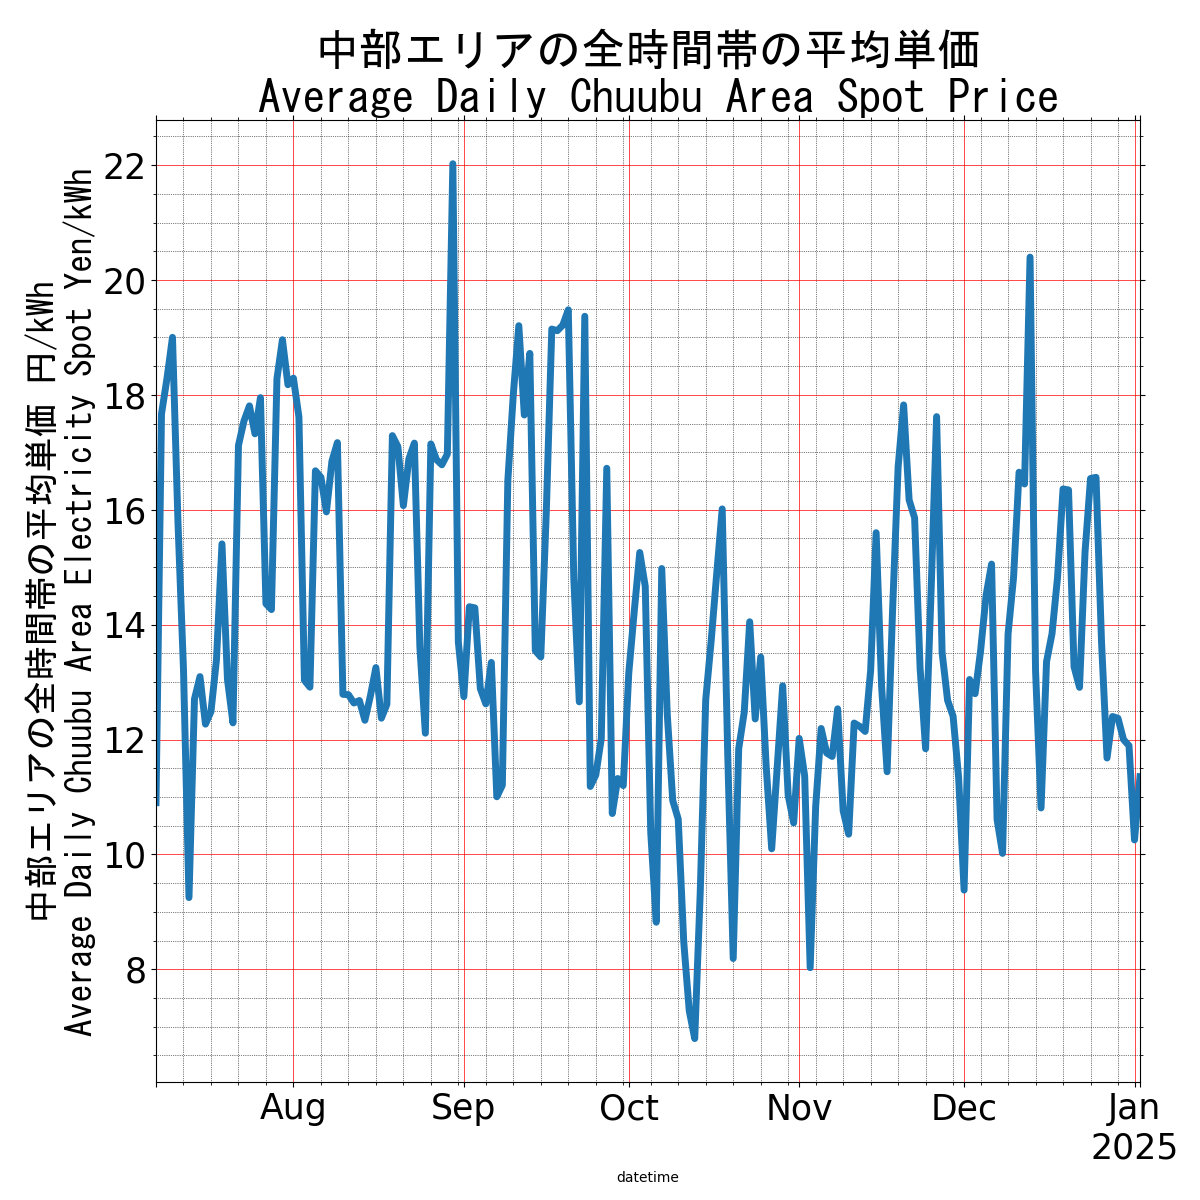 中部エリアの全時間帯の平均単価
Average Daily Chuubu Area Spot Price
中部エリアの全時間帯の平均単価 円/kWh
Average Daily Chuubu Area Electricity Spot Yen/kWh
22
20
18
16
14
12
10
8
Aug Sep Oct Nov Dec Jan
2025
datetime